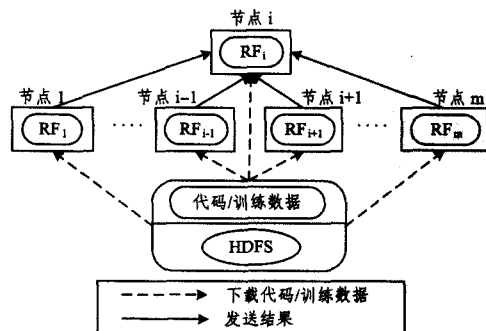 节点 i
RFi
节点 1 节点 i-1 节点 i+1 节点 m
RF1 ···· RFi-1 RFi+1 ···· RFm
代码/训练数据
HDFS
下载代码/训练数据
发送结果